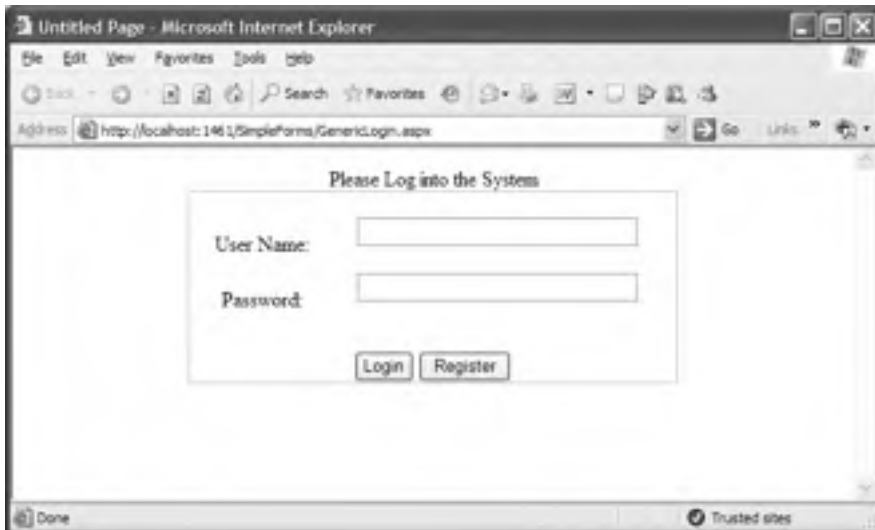 Untitled Page - Microsoft Internet Explorer
File Edit View Favorites Tools Help
Back Search Favorites
Address http://localhost:1461/SimpleForms/GenericLogin.aspx Go Links »
Please Log into the System
User Name:
Password:
Login Register
Done Trusted sites